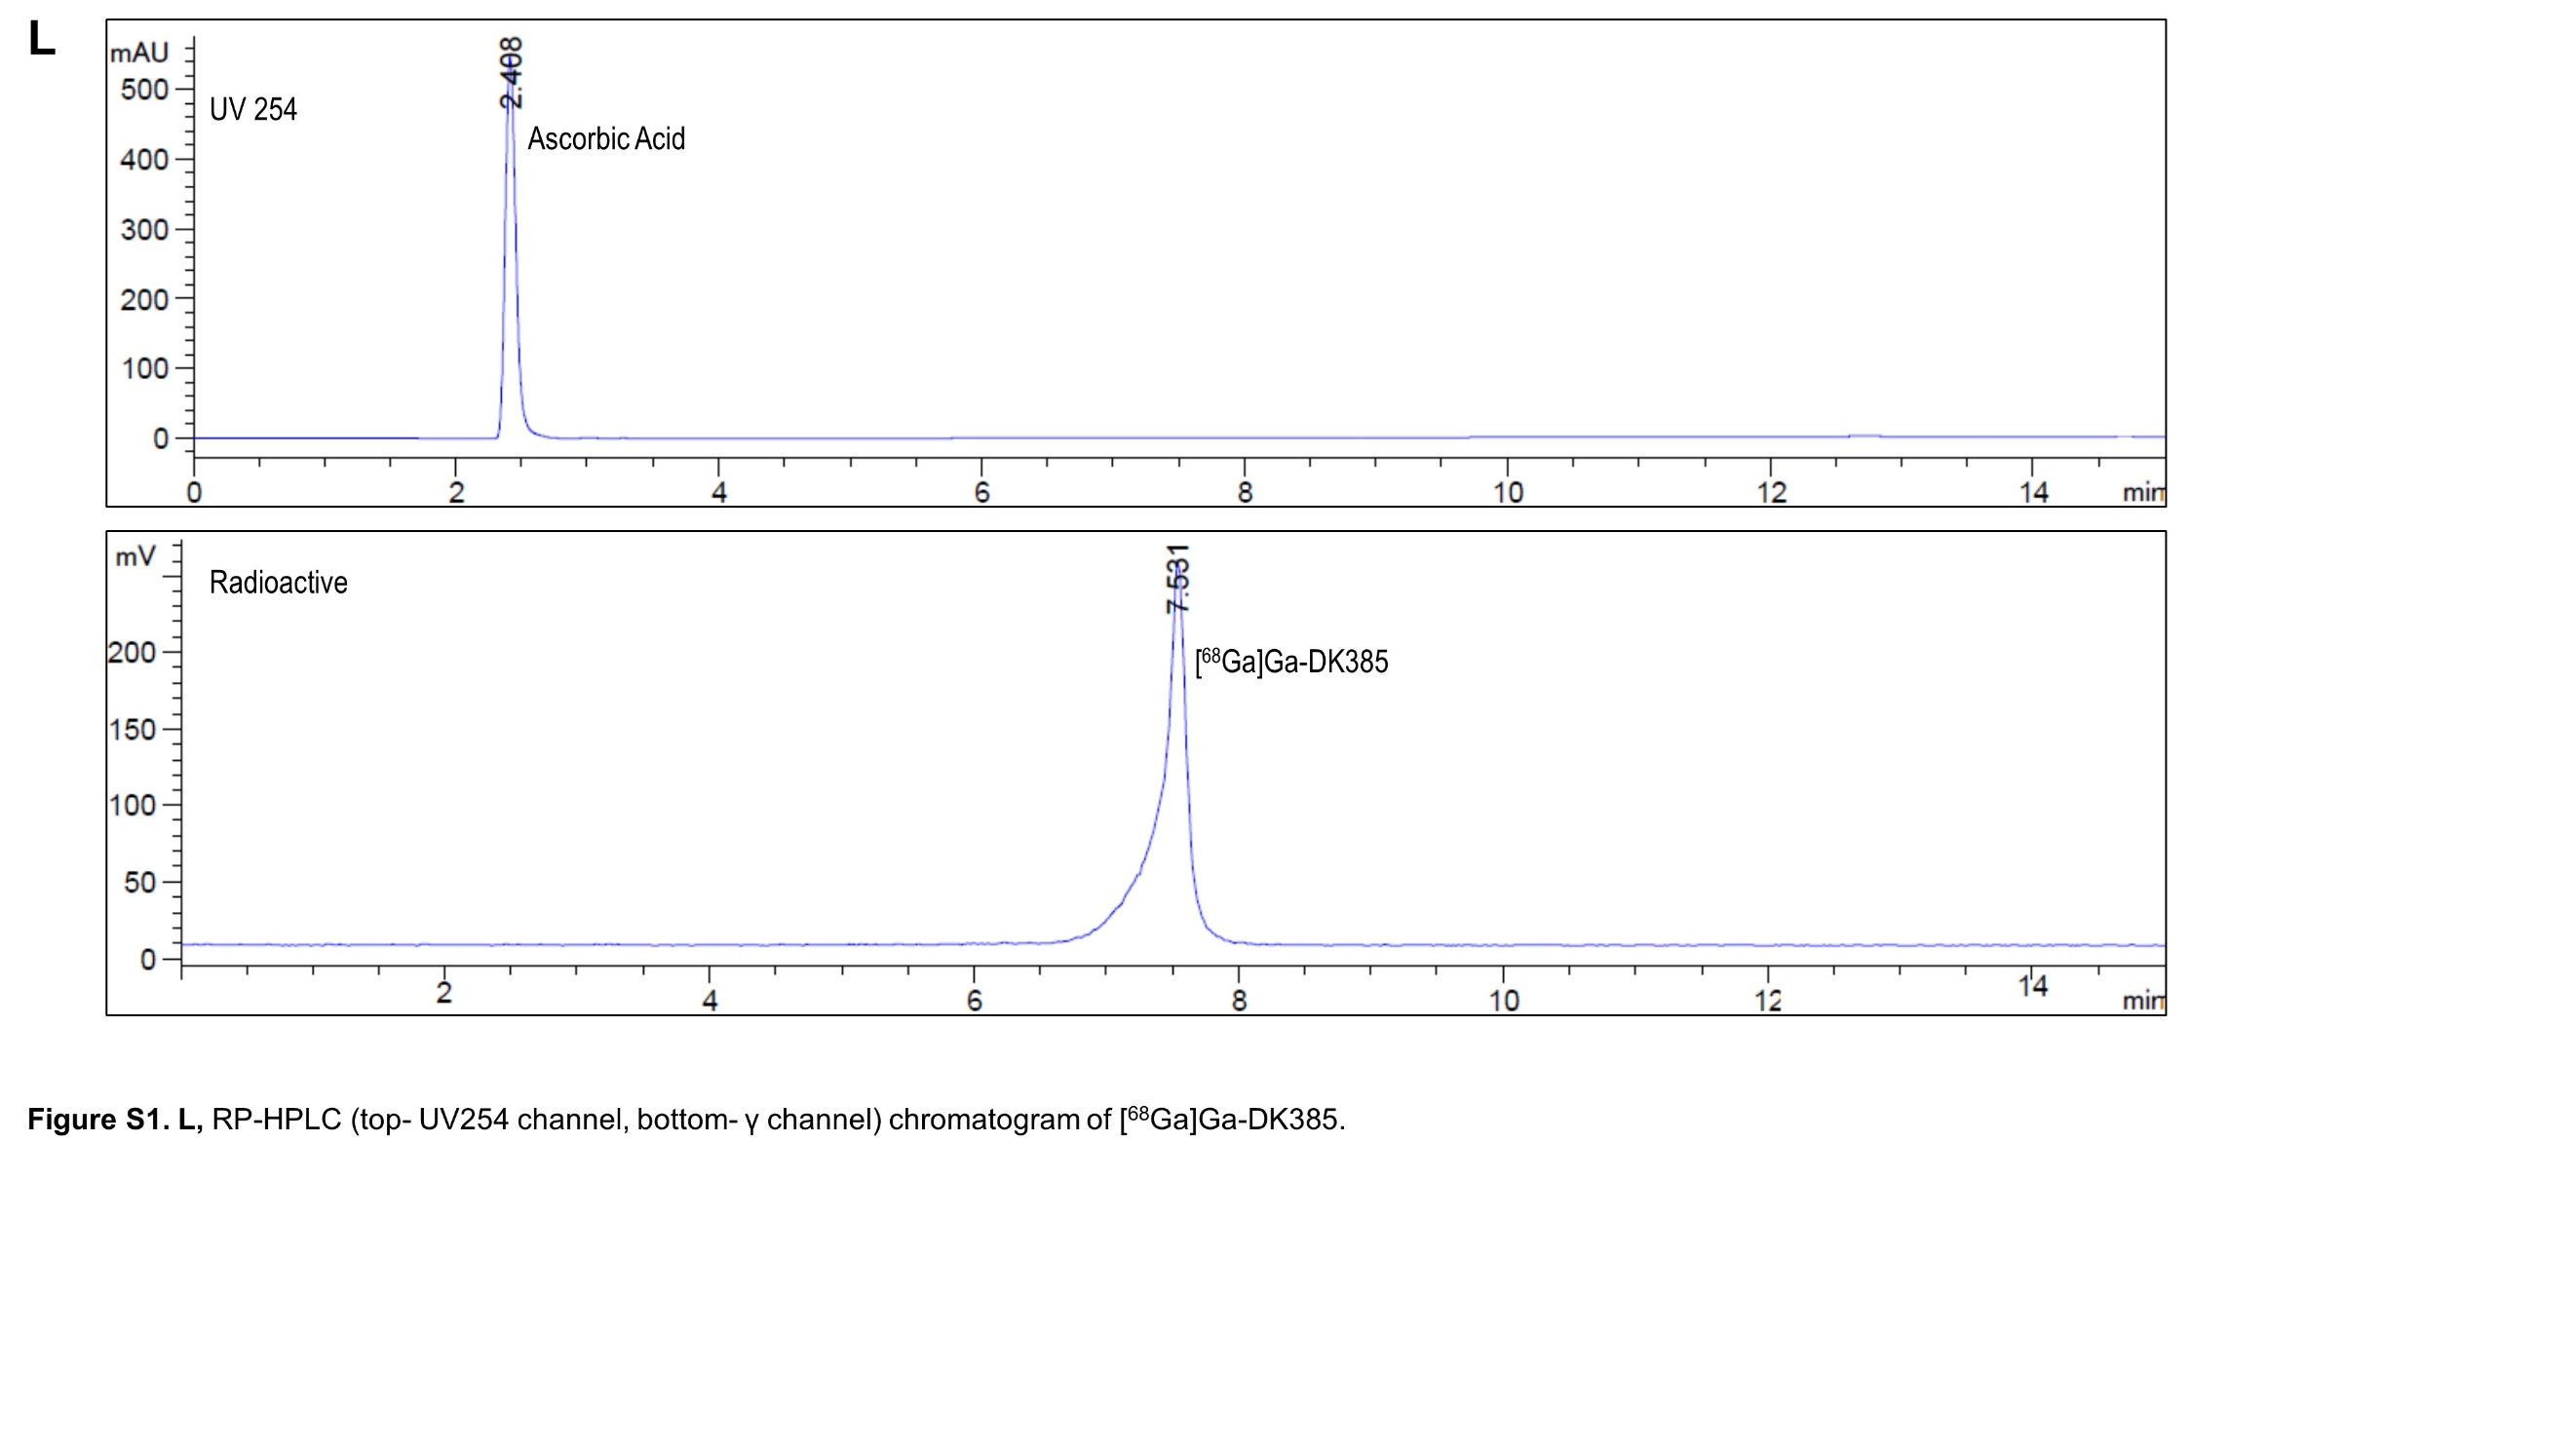 L
mAU
500
400
300
200
100
0
UV 254
2.408
Ascorbic Acid
0 2 4 6 8 10 12 14 min
mV
200
150
100
50
0
Radioactive
7.531
[⁶⁸Ga]Ga-DK385
2 4 6 8 10 12 14 min
Figure S1. L, RP-HPLC (top- UV254 channel, bottom- γ channel) chromatogram of [⁶⁸Ga]Ga-DK385.